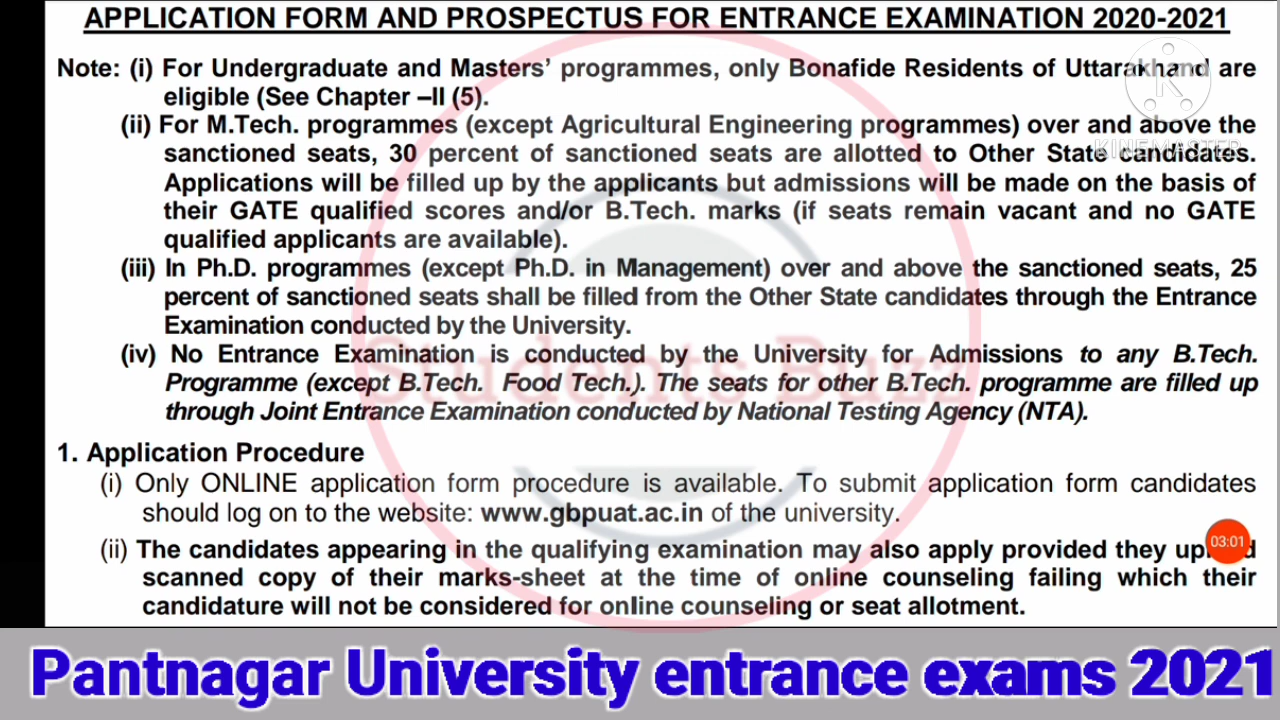 APPLICATION FORM AND PROSPECTUS FOR ENTRANCE EXAMINATION 2020-2021
Note: (i) For Undergraduate and Masters' programmes, only Bonafide Residents of Uttarakhand are
eligible (See Chapter –II (5).
(ii) For M.Tech. programmes (except Agricultural Engineering programmes) over and above the
sanctioned seats, 30 percent of sanctioned seats are allotted to Other State candidates.
Applications will be filled up by the applicants but admissions will be made on the basis of
their GATE qualified scores and/or B.Tech. marks (if seats remain vacant and no GATE
qualified applicants are available).
(iii) In Ph.D. programmes (except Ph.D. in Management) over and above the sanctioned seats, 25
percent of sanctioned seats shall be filled from the Other State candidates through the Entrance
Examination conducted by the University.
(iv) No Entrance Examination is conducted by the University for Admissions to any B.Tech.
Programme (except B.Tech. Food Tech.). The seats for other B.Tech. programme are filled up
through Joint Entrance Examination conducted by National Testing Agency (NTA).
1. Application Procedure
(i) Only ONLINE application form procedure is available. To submit application form candidates
should log on to the website: www.gbpuat.ac.in of the university.
(ii) The candidates appearing in the qualifying examination may also apply provided they
scanned copy of their marks-sheet at the time of online counseling failing which their
candidature will not be considered for online counseling or seat allotment.
Students Buzz
K
KINEMASTER
03:01
Pantnagar University entrance exams 2021